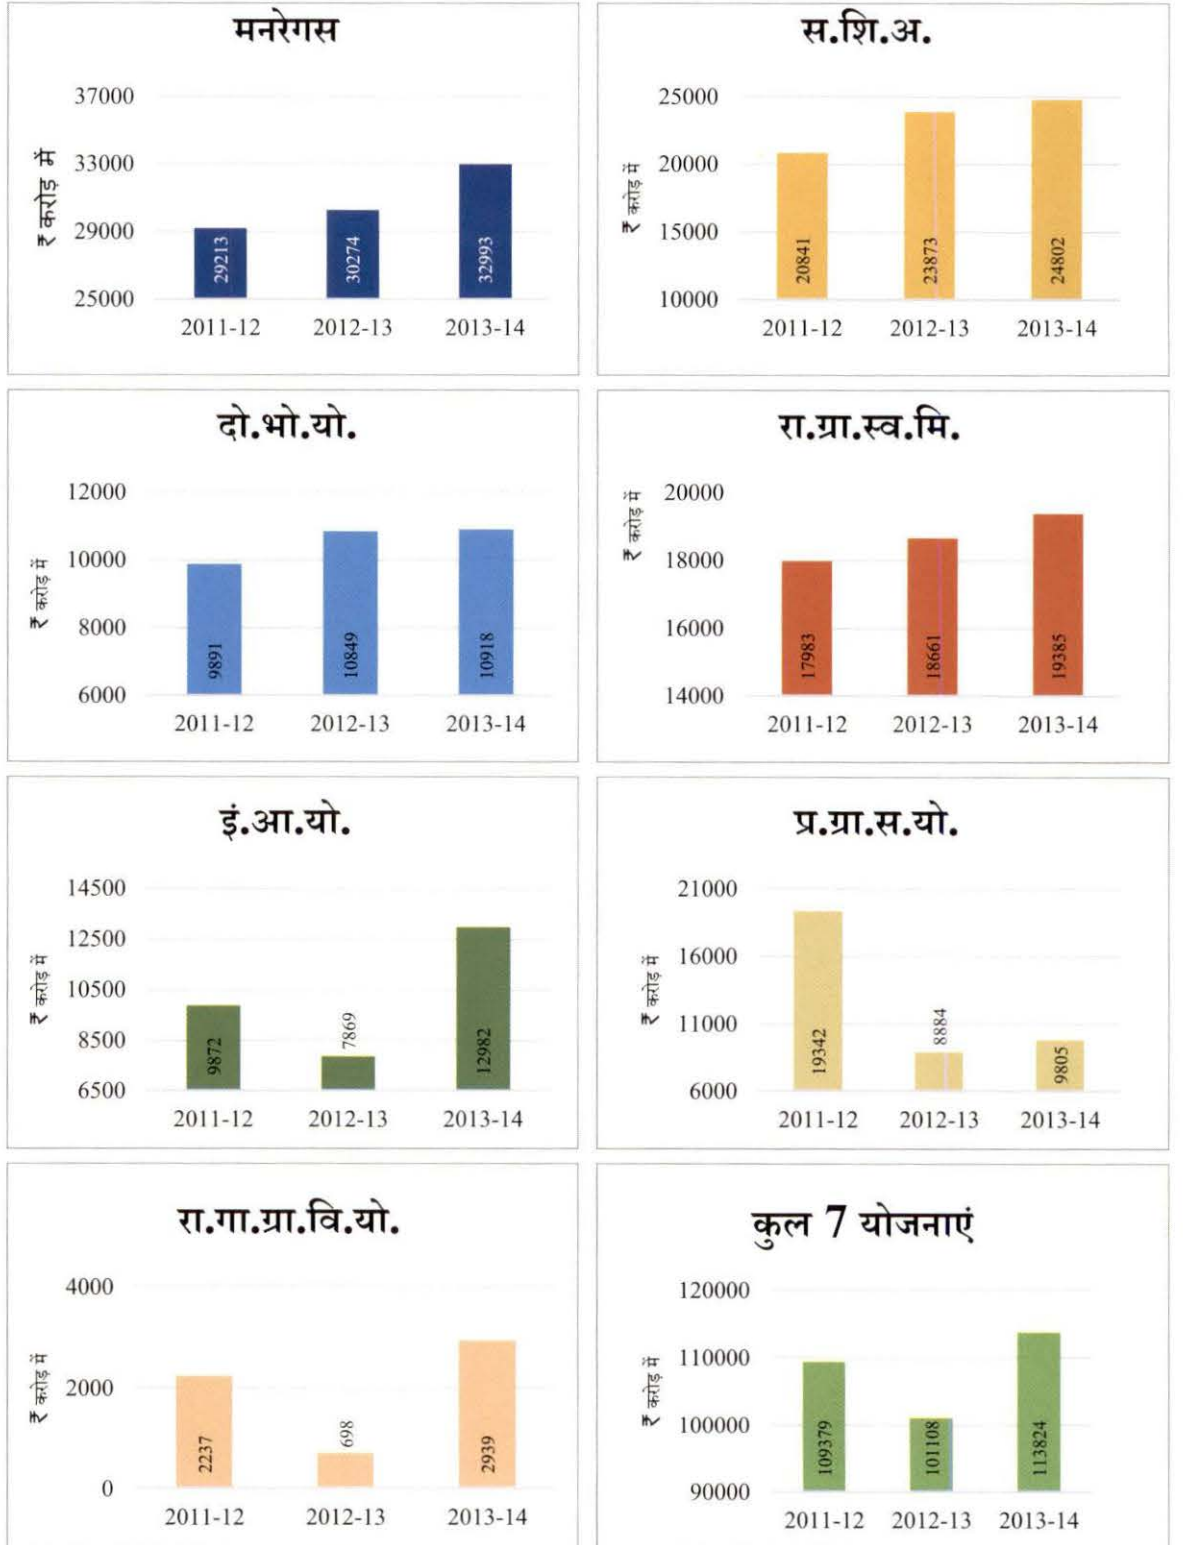 मनरेगस
₹ करोड़ में
37000
33000
29000
25000
29213
30274
32993
2011-12 2012-13 2013-14
स.शि.अ.
₹ करोड़ में
25000
20000
15000
10000
20841
23873
24802
2011-12 2012-13 2013-14
दो.भो.यो.
₹ करोड़ में
12000
10000
8000
6000
9891
10849
10918
2011-12 2012-13 2013-14
रा.ग्रा.स्व.मि.
₹ करोड़ में
20000
18000
16000
14000
17983
18661
19385
2011-12 2012-13 2013-14
इं.आ.यो.
₹ करोड़ में
14500
12500
10500
8500
6500
9872
7869
12982
2011-12 2012-13 2013-14
प्र.ग्रा.स.यो.
₹ करोड़ में
21000
16000
11000
6000
19342
8884
9805
2011-12 2012-13 2013-14
रा.गा.ग्रा.वि.यो.
₹ करोड़ में
4000
2000
0
2237
698
2939
2011-12 2012-13 2013-14
कुल 7 योजनाएं
₹ करोड़ में
120000
110000
100000
90000
109379
101108
113824
2011-12 2012-13 2013-14